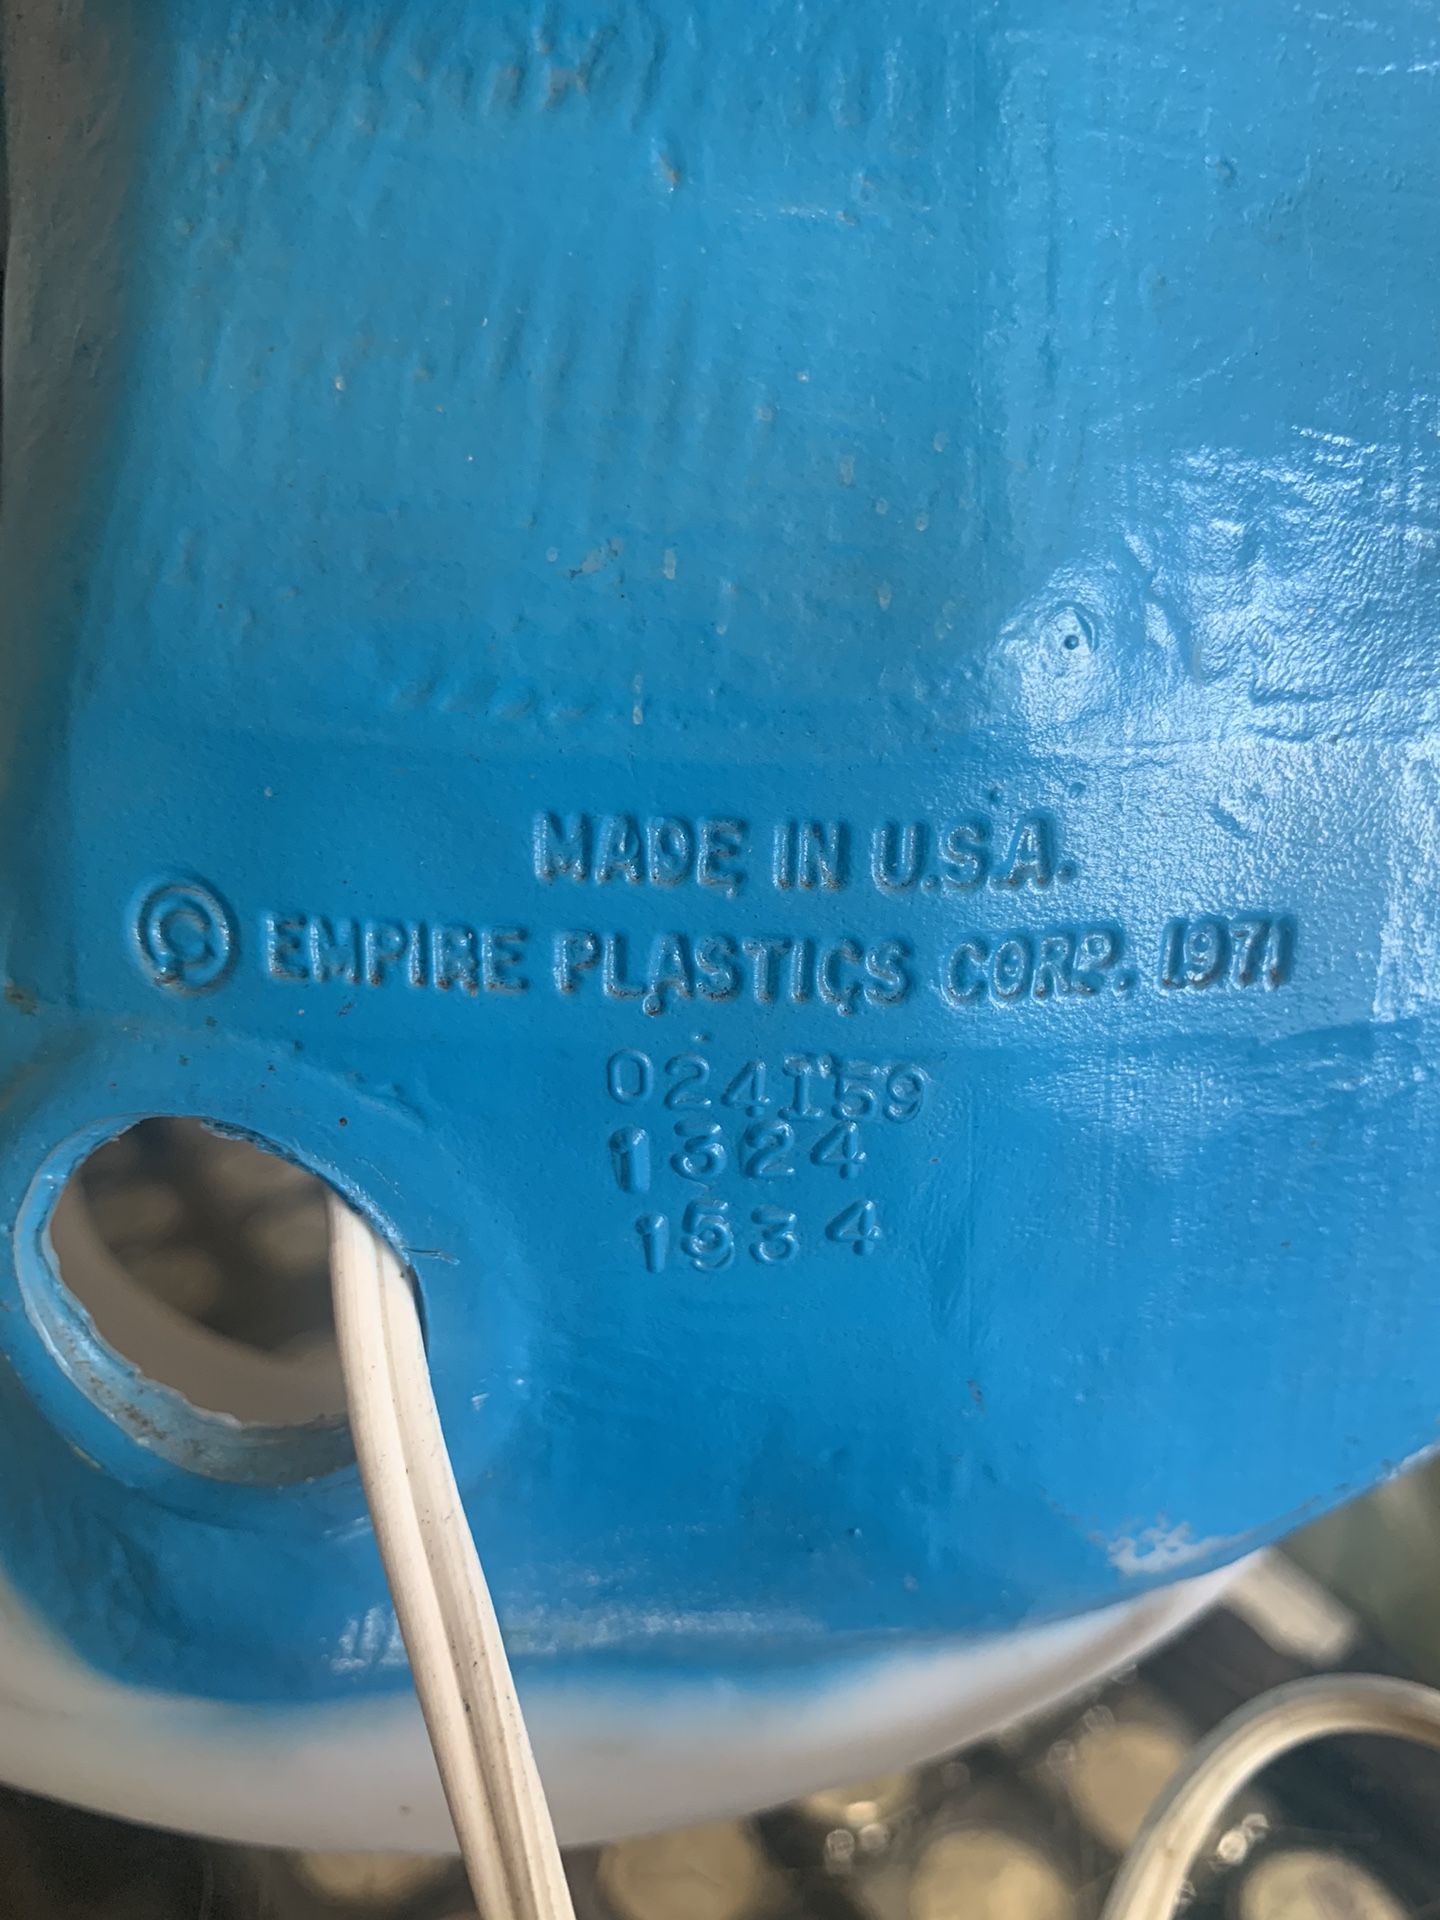 MADE IN U.S.A.
© EMPIRE PLASTICS CORP. 1971
024159
1324
1534